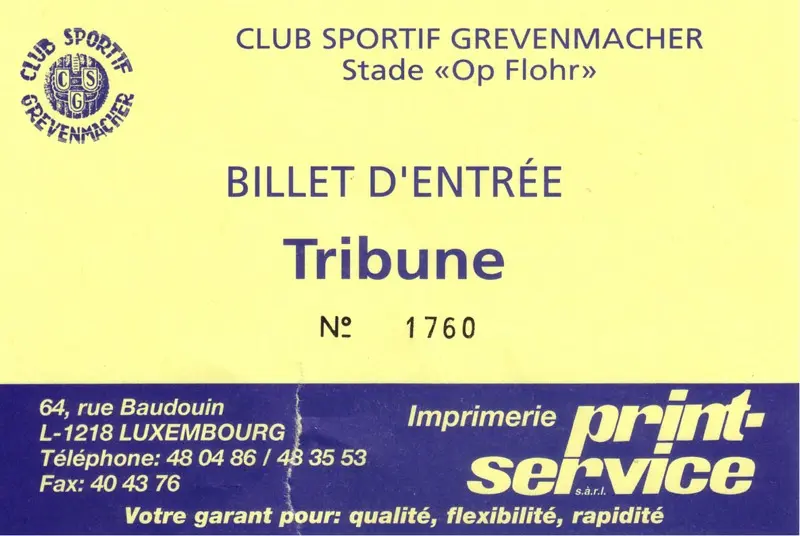 CLUB SPORTIF GREVENMACHER
CSG
CLUB SPORTIF GREVENMACHER
Stade «Op Flohr»
BILLET D'ENTRÉE
Tribune
Nº 1760
64, rue Baudouin
L-1218 LUXEMBOURG
Téléphone: 48 04 86 / 48 35 53
Fax: 40 43 76
Imprimerie print-
service
s.à r.l.
Votre garant pour: qualité, flexibilité, rapidité